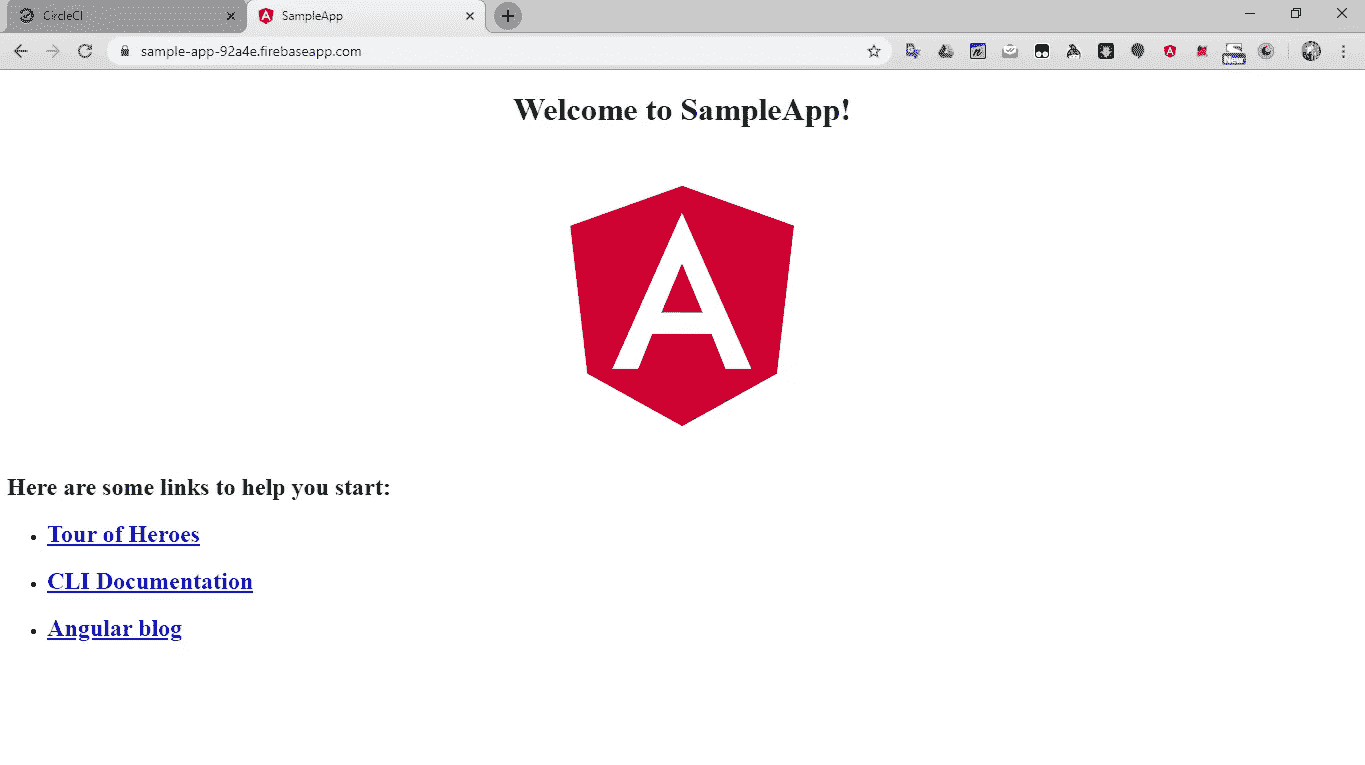 CircleCI
SampleApp
sample-app-92a4e.firebaseapp.com
Welcome to SampleApp!
A
Here are some links to help you start:
Tour of Heroes
CLI Documentation
Angular blog